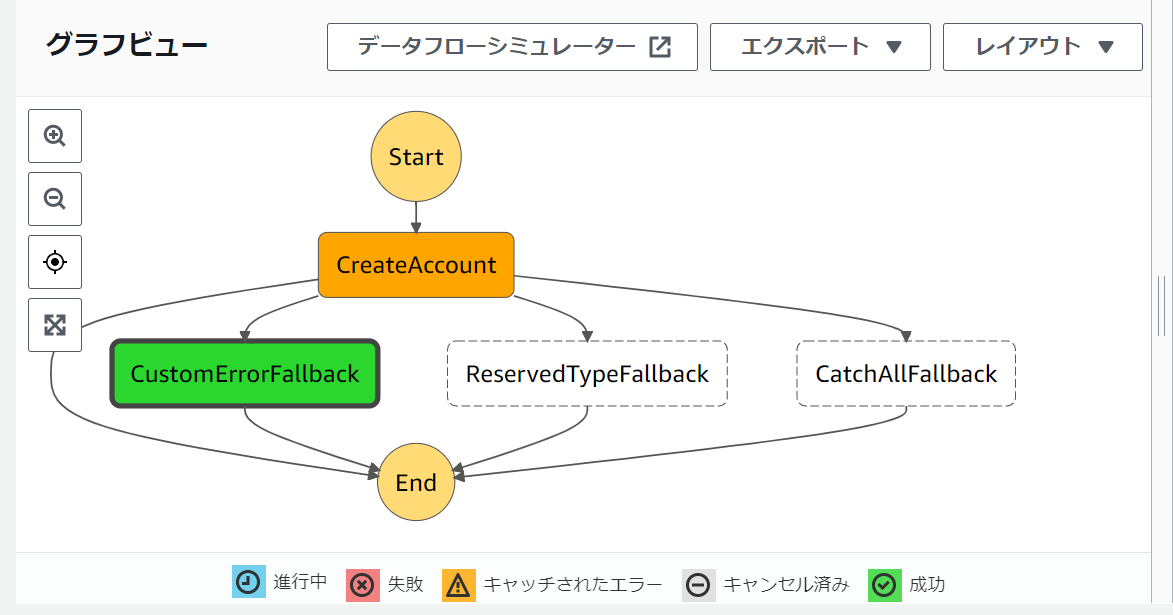 グラフビュー
データフローシミュレーター
エクスポート
レイアウト
Start
CreateAccount
CustomErrorFallback
ReservedTypeFallback
CatchAllFallback
End
進行中
失敗
キャッチされたエラー
キャンセル済み
成功